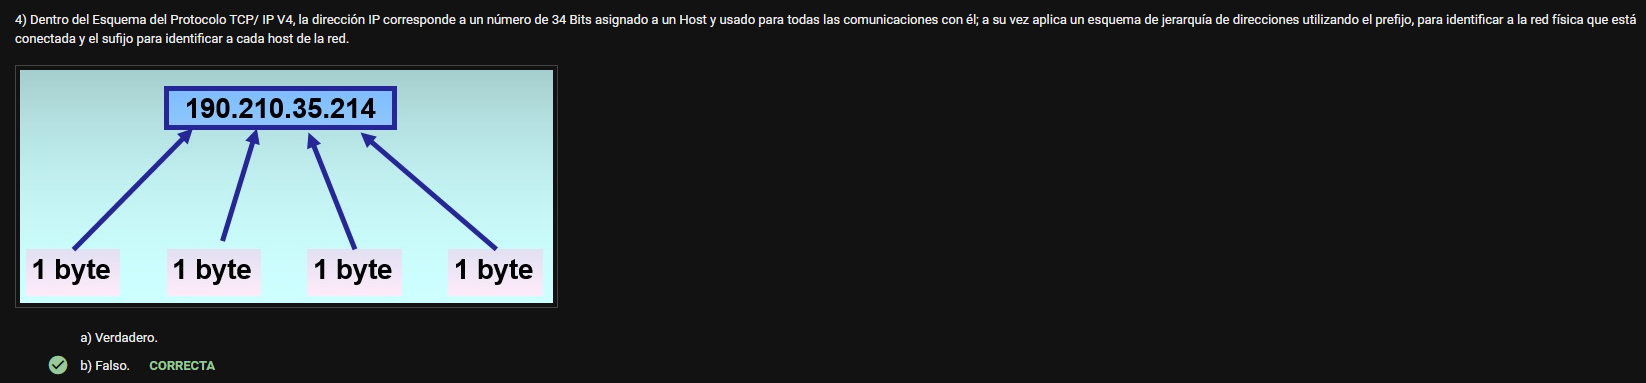 4) Dentro del Esquema del Protocolo TCP/ IP V4, la dirección IP corresponde a un número de 34 Bits asignado a un Host y usado para todas las comunicaciones con él; a su vez aplica un esquema de jerarquía de direcciones utilizando el prefijo, para identificar a la red física que está
conectada y el sufijo para identificar a cada host de la red.
190.210.35.214
1 byte 1 byte 1 byte 1 byte
a) Verdadero.
b) Falso. CORRECTA